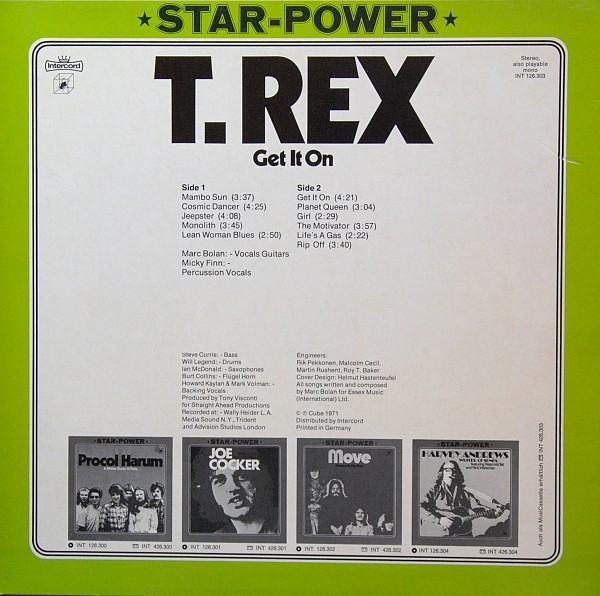 ★STAR-POWER★
Intercord
Stereo,
also playable
mono
INT 126.303
T.REX
Get It On
Side 1
Mambo Sun (3:37)
Cosmic Dancer (4:25)
Jeepster (4:08)
Monolith (3:45)
Lean Woman Blues (2:50)
Marc Bolan: - Vocals Guitars
Micky Finn: -
Percussion Vocals
Side 2
Get It On (4:21)
Planet Queen (3:04)
Girl (2:29)
The Motivator (3:57)
Life's A Gas (2:22)
Rip Off (3:40)
Steve Currie: - Bass
Will Legend: - Drums
Ian McDonald: - Saxophones
Burt Collins: - Flügel Horn
Howard Kaylan & Mark Volman: -
Backing Vocals
Produced by Tony Visconti
for Straight Ahead Productions
Recorded at: - Wally Heider L.A.
Media Sound N.Y., Trident
and Advision Studios London
Engineers:
Rik Pekkonen, Malcolm Cecil,
Martin Rushent, Roy T. Baker
Cover Design: Helmut Hastenteufel
All songs written and composed
by Marc Bolan for Essex Music
(International) Ltd.
© ℗ Cube 1971
Distributed by Intercord
Printed in Germany
·STAR-POWER·
Procol Harum
INT 126.300
INT 426.300
·STAR-POWER·
JOE
COCKER
INT 126.301
INT 426.301
·STAR-POWER·
Move
INT 126.302
INT 426.302
·STAR-POWER·
HARVEY ANDREWS
WRITER OF SONGS
INT 126.304
INT 426.304
Auch als MusiCassette erhältlich INT 426.303